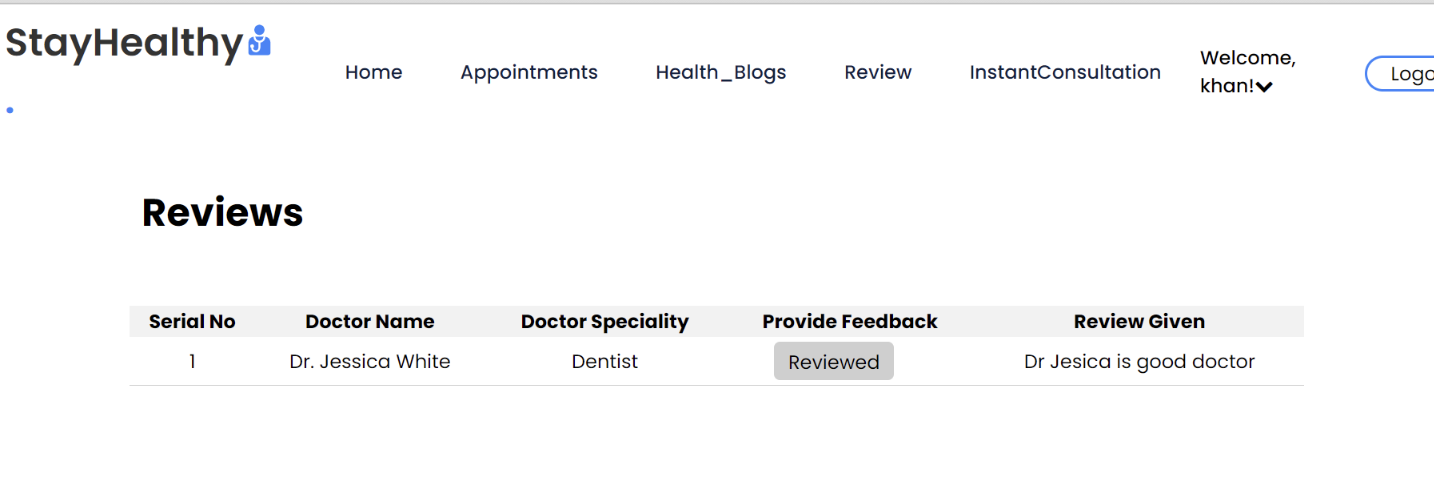 StayHealthy
Home Appointments Health_Blogs Review InstantConsultation Welcome, khan! Logo
Reviews
Serial No Doctor Name Doctor Speciality Provide Feedback Review Given
1 Dr. Jessica White Dentist Reviewed Dr Jesica is good doctor